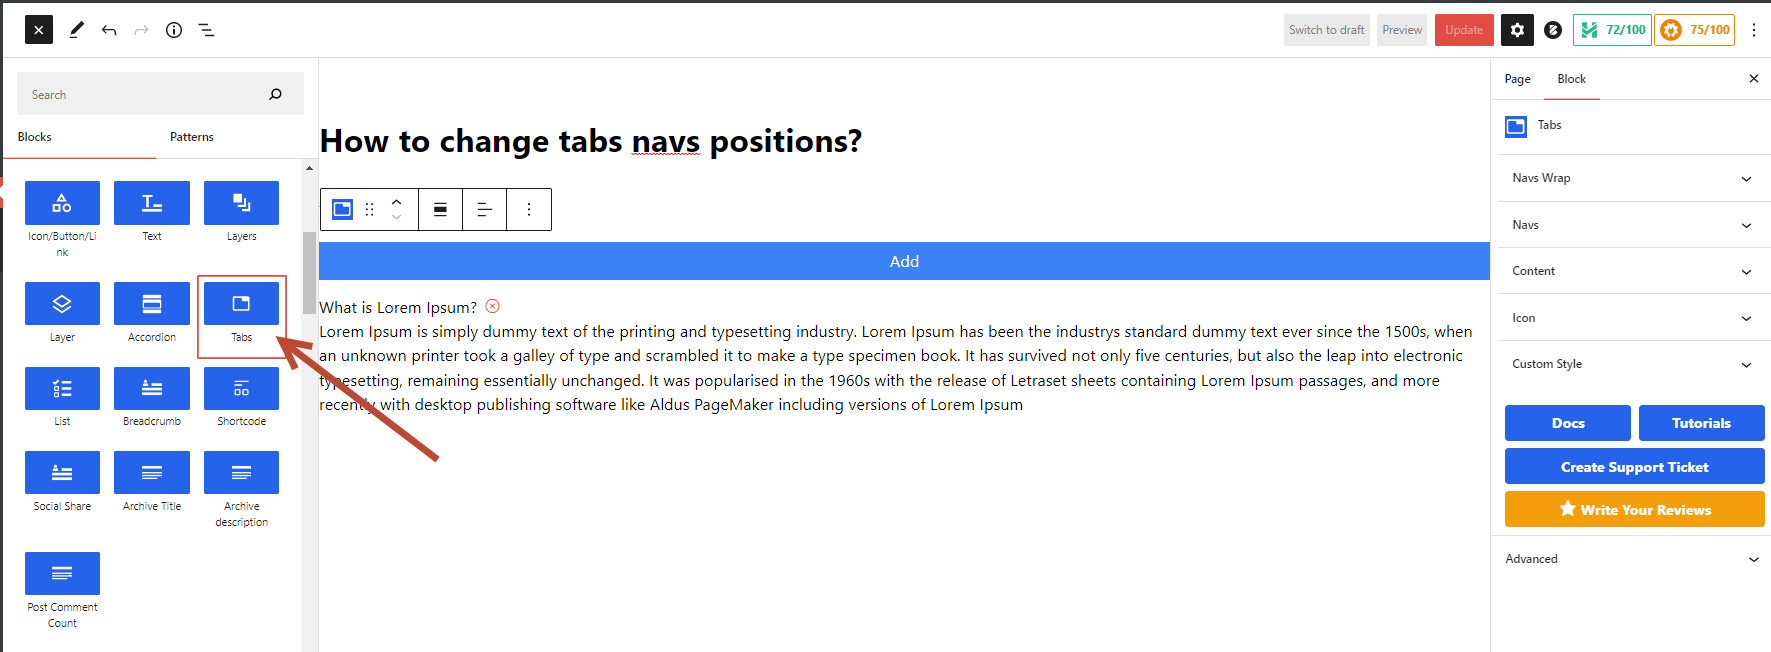 Switch to draft
Preview
Update
72/100
75/100
Search
Blocks
Patterns
Icon/Button/Li
nk
Text
Layers
Layer
Accordion
Tabs
List
Breadcrumb
Shortcode
Social Share
Archive Title
Archive
description
Post Comment
Count
How to change tabs navs positions?
Add
What is Lorem Ipsum?
Lorem Ipsum is simply dummy text of the printing and typesetting industry. Lorem Ipsum has been the industrys standard dummy text ever since the 1500s, when
an unknown printer took a galley of type and scrambled it to make a type specimen book. It has survived not only five centuries, but also the leap into electronic
typesetting, remaining essentially unchanged. It was popularised in the 1960s with the release of Letraset sheets containing Lorem Ipsum passages, and more
recently with desktop publishing software like Aldus PageMaker including versions of Lorem Ipsum
Page
Block
Tabs
Navs Wrap
Navs
Content
Icon
Custom Style
Docs
Tutorials
Create Support Ticket
Write Your Reviews
Advanced